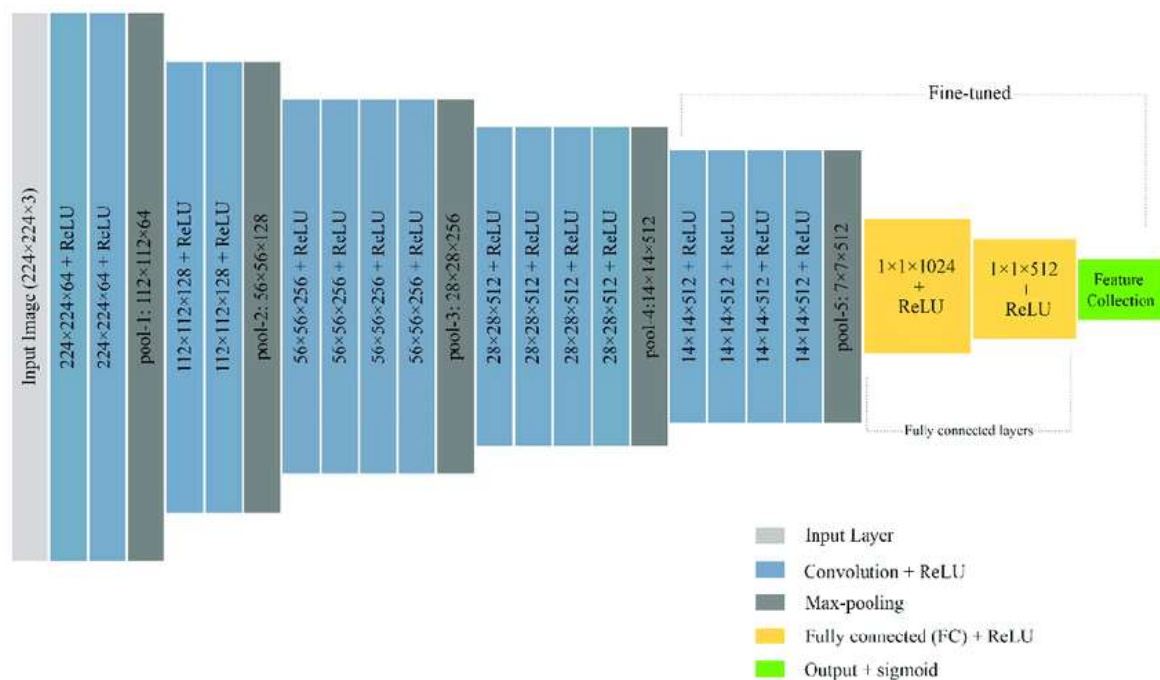 Input Image (224×224×3)
224×224×64 + ReLU
224×224×64 + ReLU
pool-1: 112×112×64
112×112×128 + ReLU
112×112×128 + ReLU
pool-2: 56×56×128
56×56×256 + ReLU
56×56×256 + ReLU
56×56×256 + ReLU
56×56×256 + ReLU
pool-3: 28×28×256
28×28×512 + ReLU
28×28×512 + ReLU
28×28×512 + ReLU
28×28×512 + ReLU
pool-4:14×14×512
14×14×512 + ReLU
14×14×512 + ReLU
14×14×512 + ReLU
14×14×512 + ReLU
pool-5: 7×7×512
Fine-tuned
1×1×1024
+
ReLU
1×1×512
+
ReLU
Feature
Collection
Fully connected layers
Input Layer
Convolution + ReLU
Max-pooling
Fully connected (FC) + ReLU
Output + sigmoid